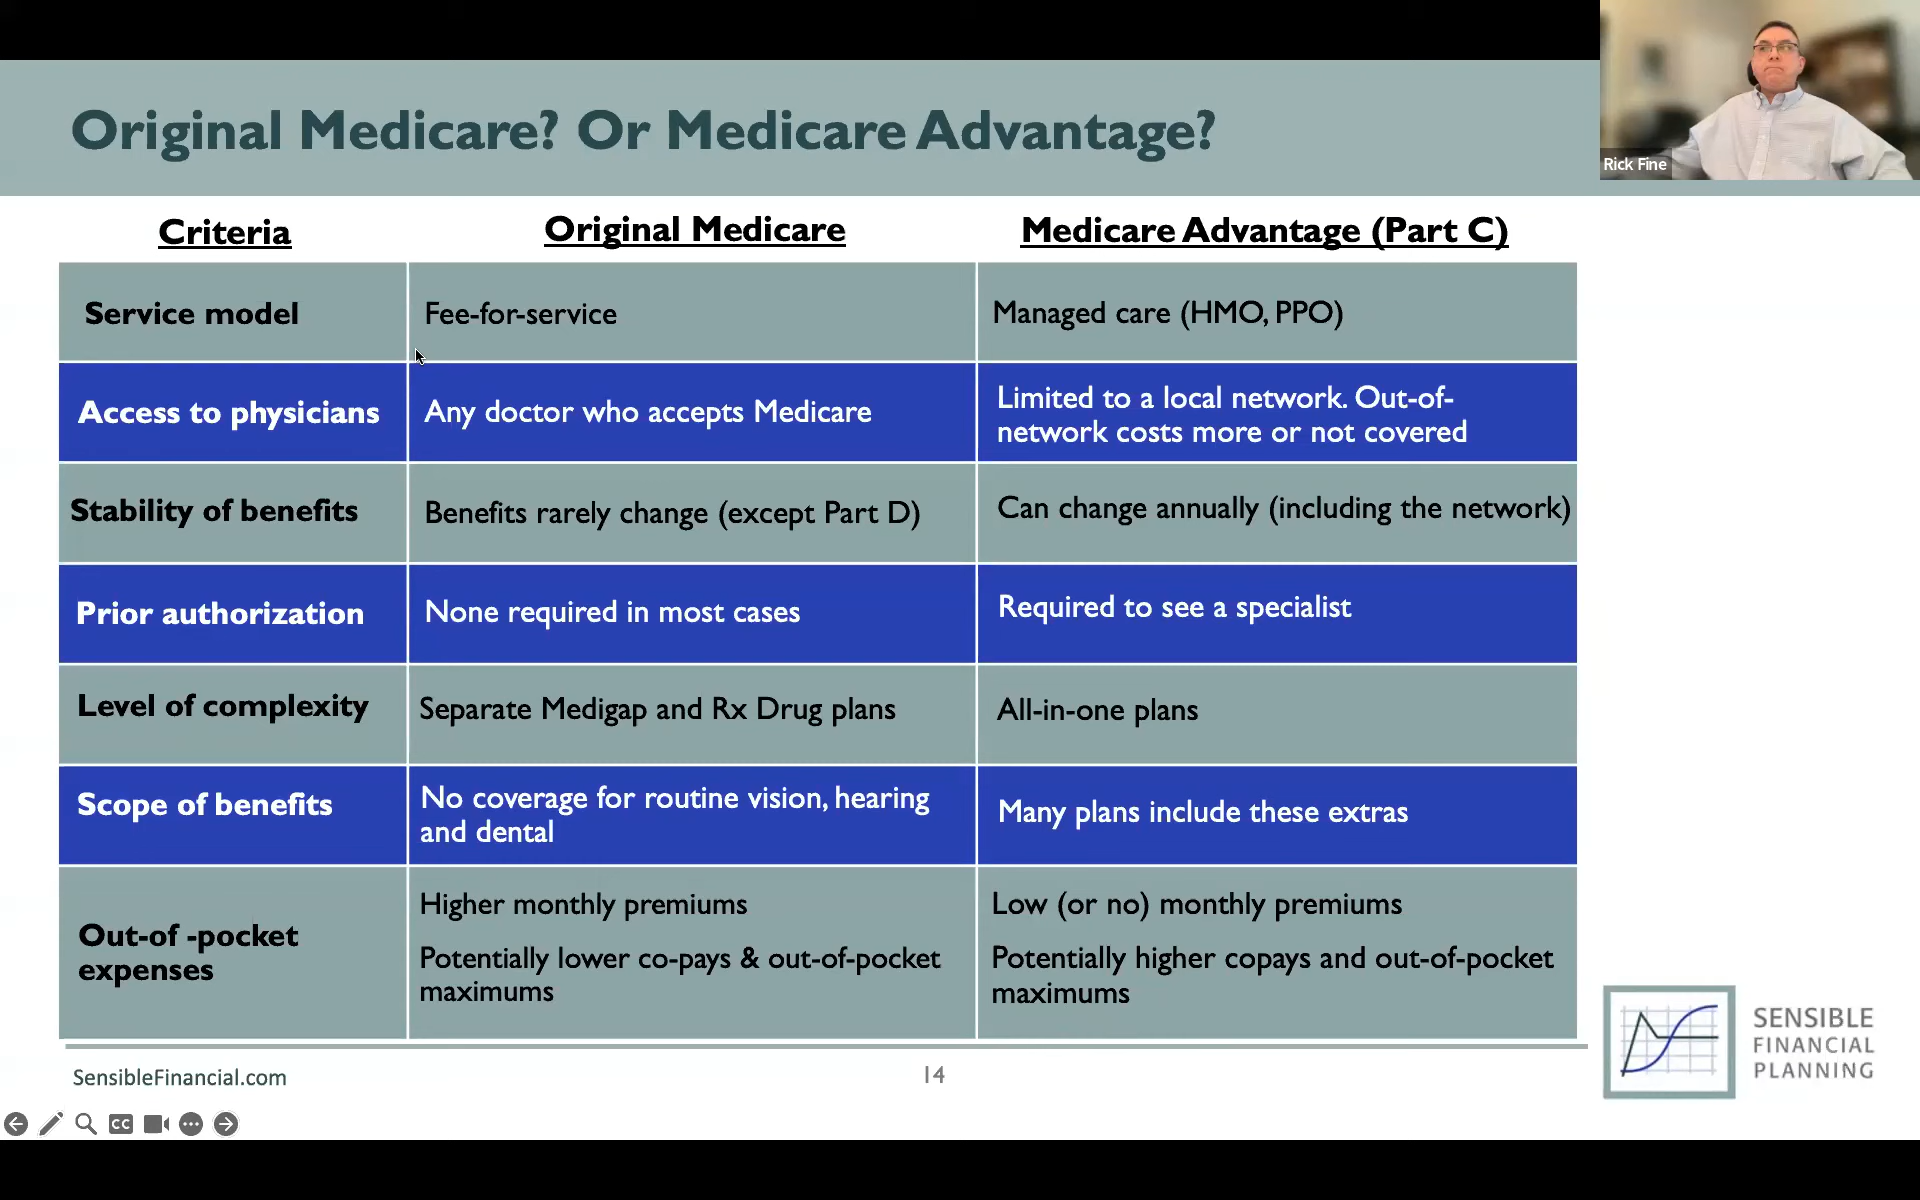 Original Medicare? Or Medicare Advantage?
Rick Fine
Criteria
Original Medicare
Medicare Advantage (Part C)
Service model
Fee-for-service
Managed care (HMO, PPO)
Access to physicians
Any doctor who accepts Medicare
Limited to a local network. Out-of-
network costs more or not covered
Stability of benefits
Benefits rarely change (except Part D)
Can change annually (including the network)
Prior authorization
None required in most cases
Required to see a specialist
Level of complexity
Separate Medigap and Rx Drug plans
All-in-one plans
Scope of benefits
No coverage for routine vision, hearing
and dental
Many plans include these extras
Out-of -pocket
expenses
Higher monthly premiums
Potentially lower co-pays & out-of-pocket
maximums
Low (or no) monthly premiums
Potentially higher copays and out-of-pocket
maximums
SensibleFinancial.com
14
SENSIBLE
FINANCIAL
PLANNING
CC